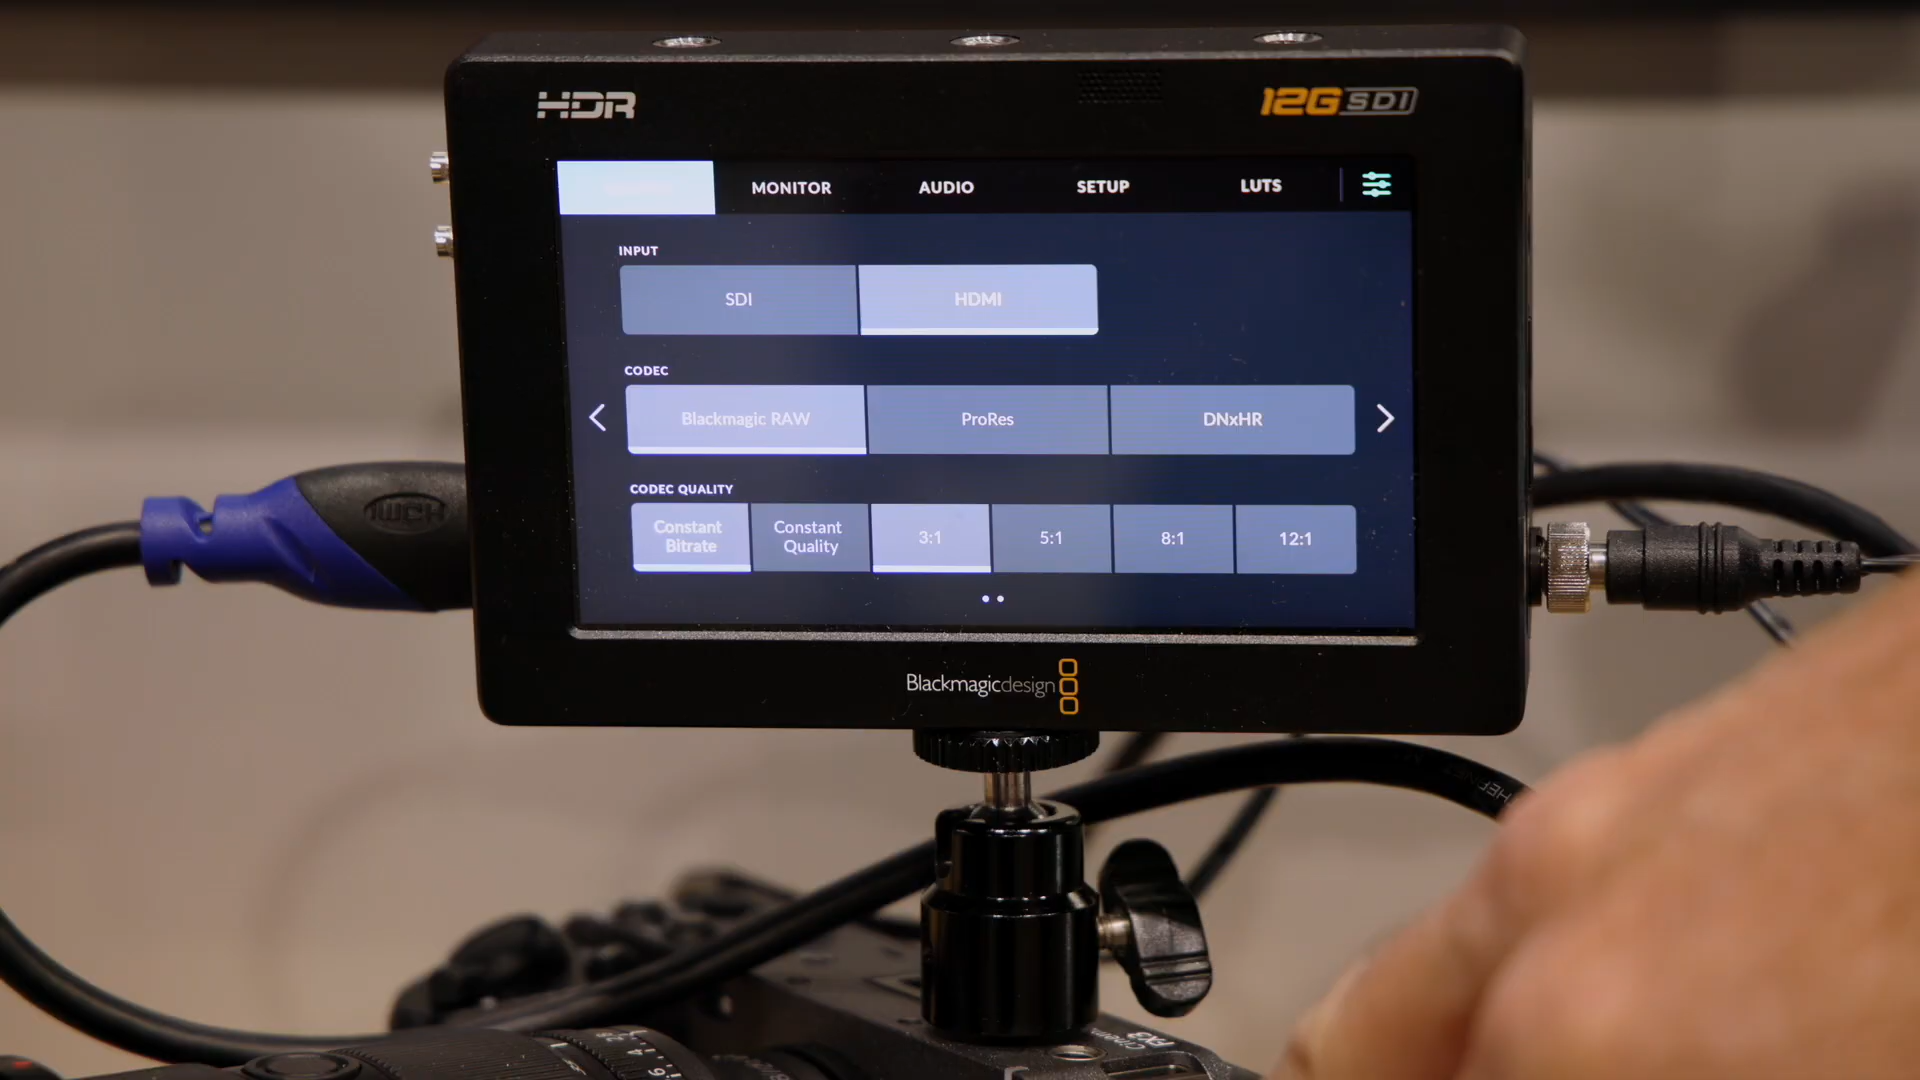 HDR
12G SDI
MONITOR
AUDIO
SETUP
LUTS
INPUT
SDI
HDMI
CODEC
Blackmagic RAW
ProRes
DNxHR
CODEC QUALITY
Constant
Bitrate
Constant
Quality
3:1
5:1
8:1
12:1
Blackmagicdesign